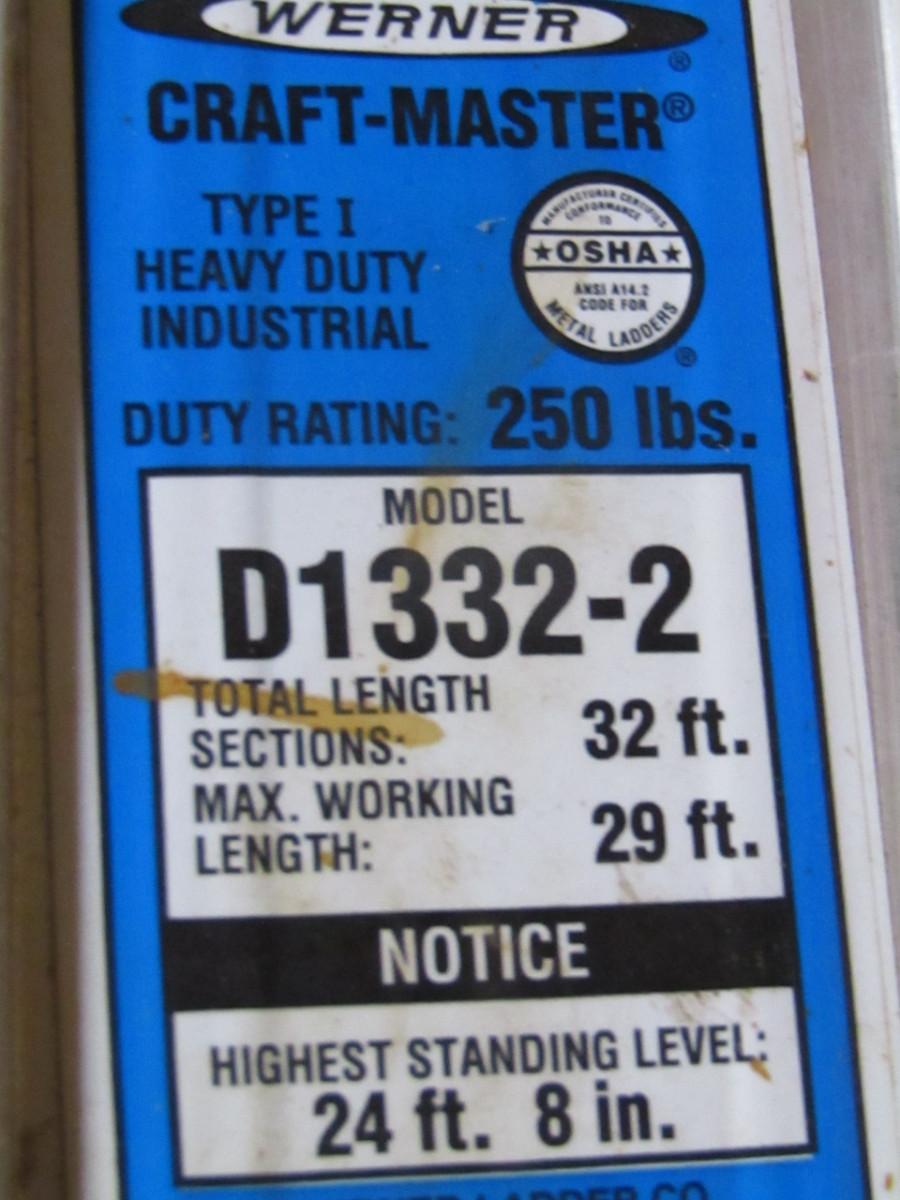 WERNER
®
CRAFT-MASTER®
TYPE I
HEAVY DUTY
INDUSTRIAL
MANUFACTURER CERTIFIES
CONFORMANCE
TO
★OSHA★
ANSI A14.2
CODE FOR
METAL LADDERS
®
DUTY RATING: 250 lbs.
MODEL
D1332-2
TOTAL LENGTH
SECTIONS: 32 ft.
MAX. WORKING
LENGTH: 29 ft.
NOTICE
HIGHEST STANDING LEVEL:
24 ft. 8 in.
LADDER CO.